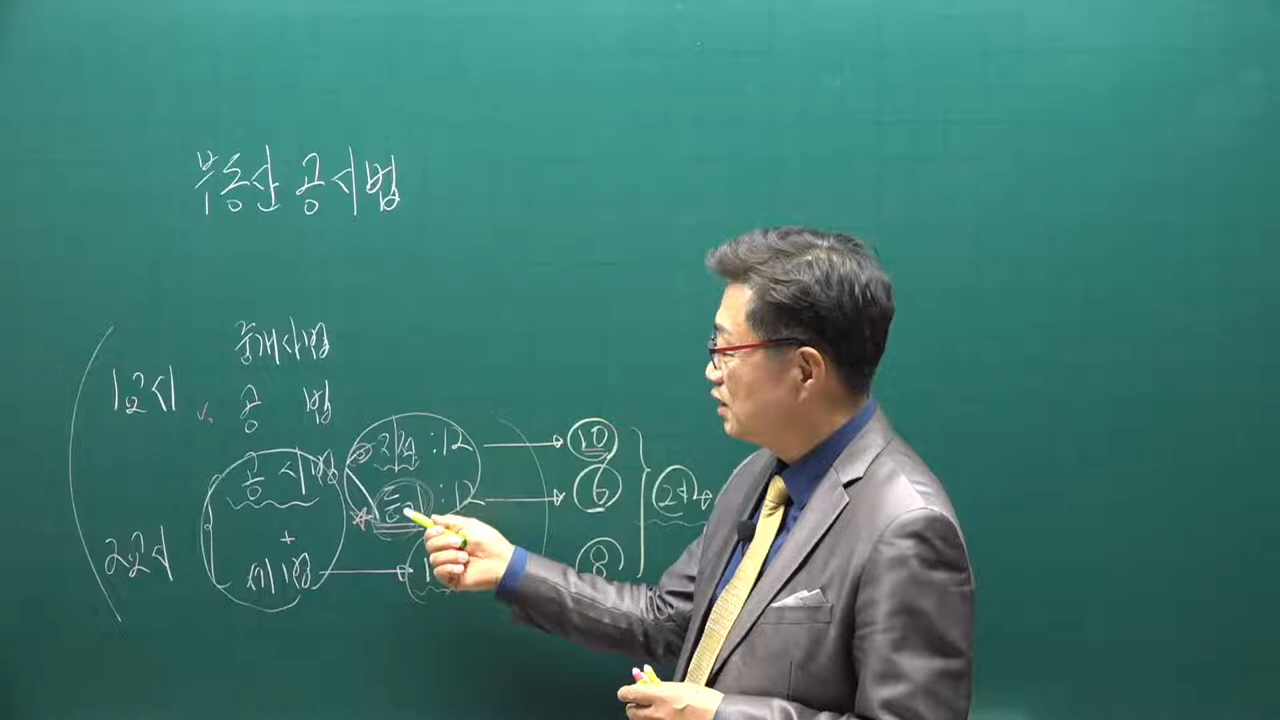 부동산 공시법
중개사법
1교시
공 법
지적 : 12 → 10
공시법
등기 : 12 → 6
24
+
2교시
세법 →
8